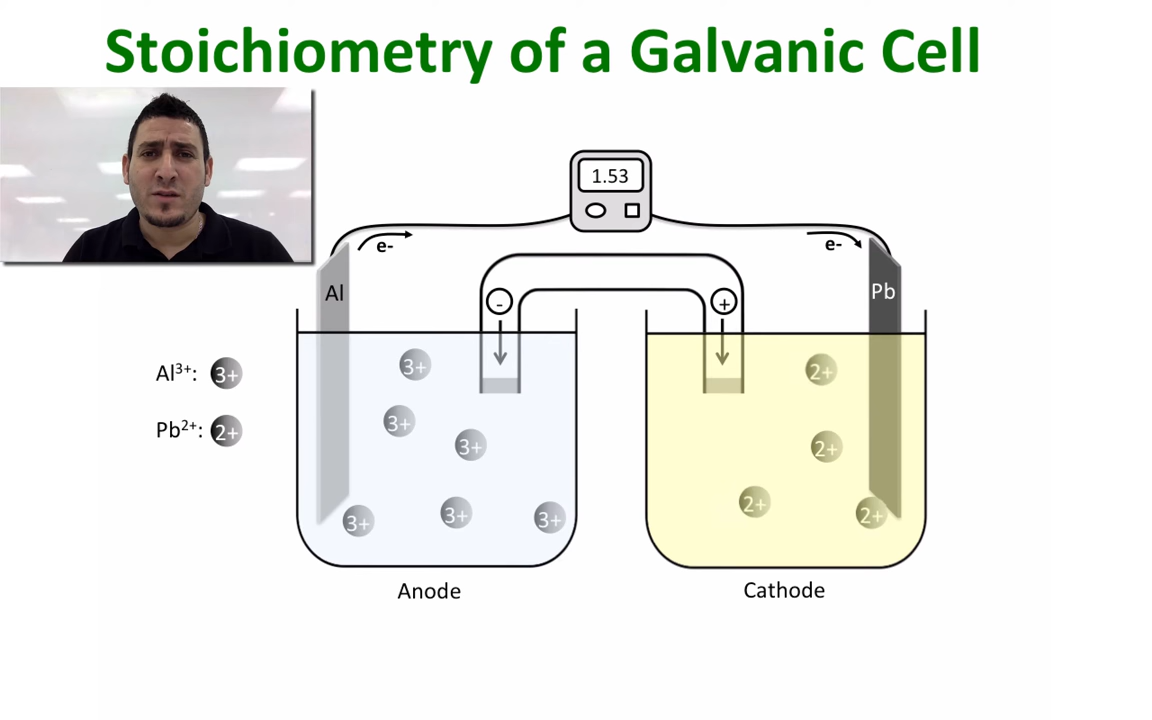 Stoichiometry of a Galvanic Cell
1.53
e-
e-
Al
Pb
-
+
Al³⁺: 3+
Pb²⁺: 2+
3+
3+
3+
3+
3+
3+
2+
2+
2+
2+
Anode
Cathode